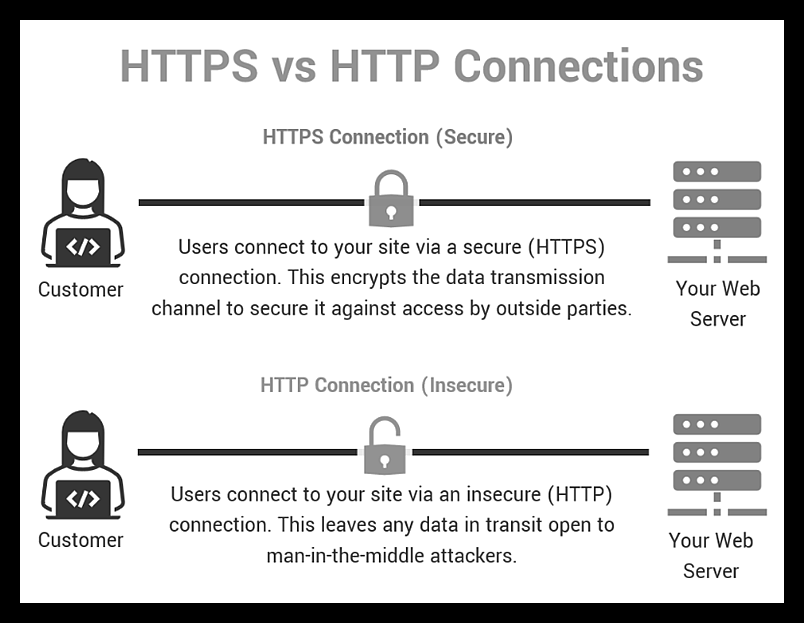 HTTPS vs HTTP Connections
HTTPS Connection (Secure)
</>
Customer
Users connect to your site via a secure (HTTPS)
connection. This encrypts the data transmission
channel to secure it against access by outside parties.
Your Web
Server
HTTP Connection (Insecure)
</>
Customer
Users connect to your site via an insecure (HTTP)
connection. This leaves any data in transit open to
man-in-the-middle attackers.
Your Web
Server